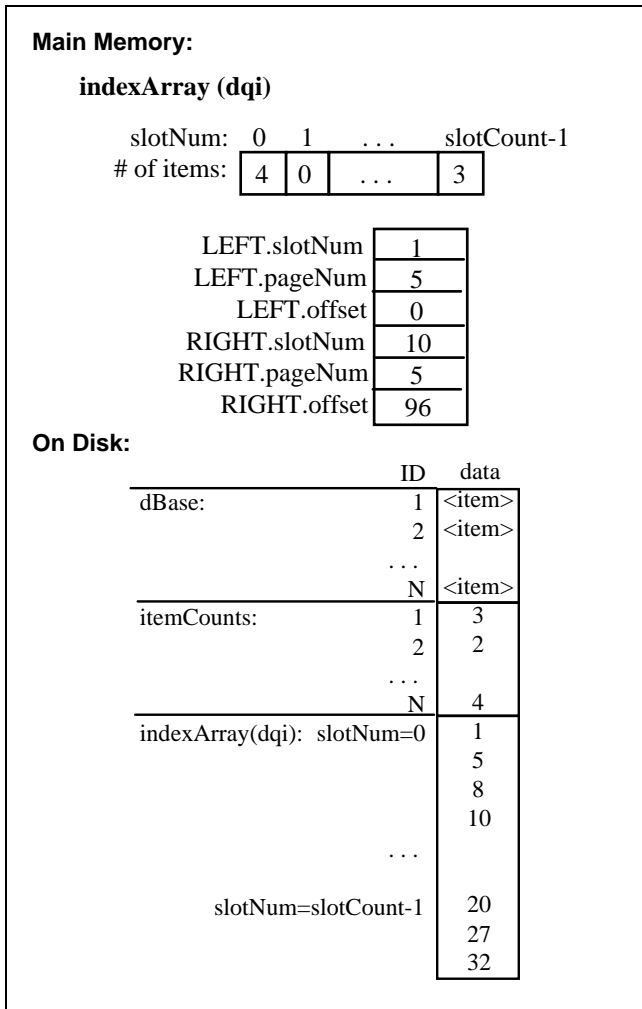 Main Memory:
indexArray (dqi)
slotNum: 0 1 . . . slotCount-1
# of items: 4 0 . . . 3
LEFT.slotNum 1
LEFT.pageNum 5
LEFT.offset 0
RIGHT.slotNum 10
RIGHT.pageNum 5
RIGHT.offset 96
On Disk:
ID data
dBase: 1 <item>
2 <item>
. . .
N <item>
itemCounts: 1 3
2 2
. . .
N 4
indexArray(dqi): slotNum=0 1
5
8
10
. . .
slotNum=slotCount-1 20
27
32